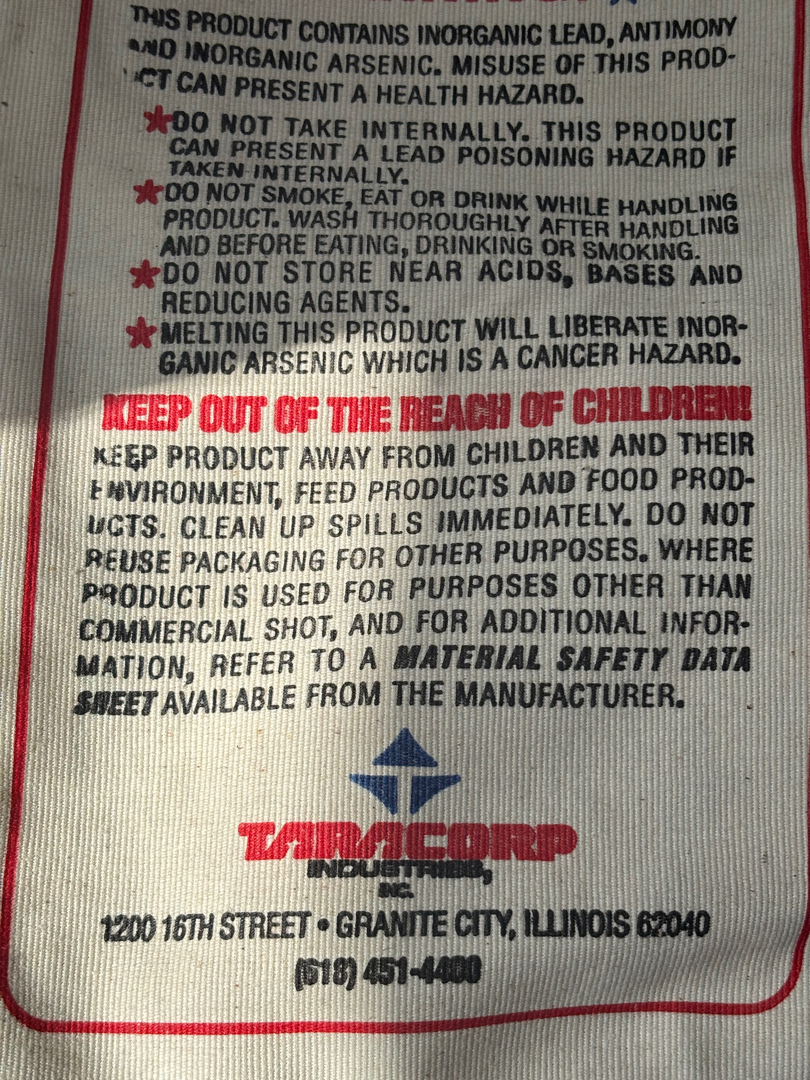 THIS PRODUCT CONTAINS INORGANIC LEAD, ANTIMONY
AND INORGANIC ARSENIC. MISUSE OF THIS PROD-
UCT CAN PRESENT A HEALTH HAZARD.
DO NOT TAKE INTERNALLY. THIS PRODUCT
CAN PRESENT A LEAD POISONING HAZARD IF
TAKEN INTERNALLY.
DO NOT SMOKE, EAT OR DRINK WHILE HANDLING
PRODUCT. WASH THOROUGHLY AFTER HANDLING
AND BEFORE EATING, DRINKING OR SMOKING.
DO NOT STORE NEAR ACIDS, BASES AND
REDUCING AGENTS.
MELTING THIS PRODUCT WILL LIBERATE INOR-
GANIC ARSENIC WHICH IS A CANCER HAZARD.
KEEP OUT OF THE REACH OF CHILDREN!
KEEP PRODUCT AWAY FROM CHILDREN AND THEIR
ENVIRONMENT, FEED PRODUCTS AND FOOD PROD-
UCTS. CLEAN UP SPILLS IMMEDIATELY. DO NOT
REUSE PACKAGING FOR OTHER PURPOSES. WHERE
PRODUCT IS USED FOR PURPOSES OTHER THAN
COMMERCIAL SHOT, AND FOR ADDITIONAL INFOR-
MATION, REFER TO A MATERIAL SAFETY DATA
SHEET AVAILABLE FROM THE MANUFACTURER.
TARACORP
INDUSTRIES,
INC.
1200 16TH STREET • GRANITE CITY, ILLINOIS 62040
(618) 451-4400